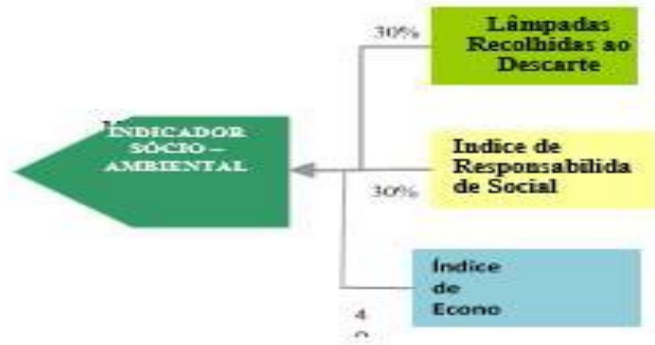 30%
Lâmpadas
Recolhidas ao
Descarte
INDICADOR
SÓCIO –
AMBIENTAL
30%
Indice de
Responsabilida
de Social
Índice
de
Econo
4